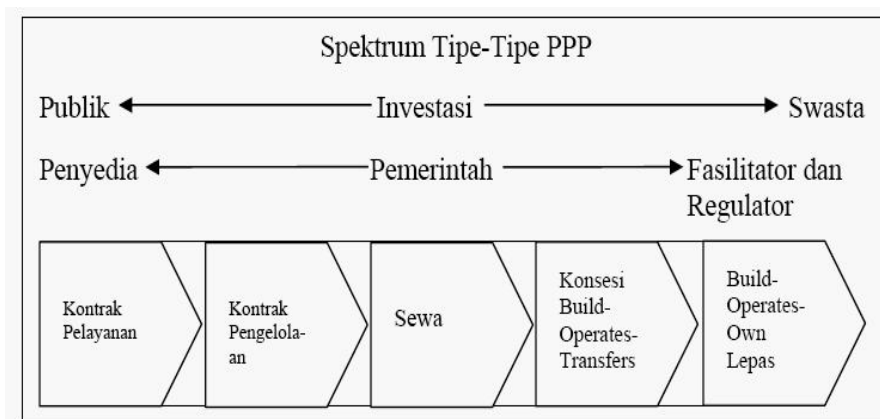 Spektrum Tipe-Tipe PPP
Publik Investasi Swasta
Penyedia Pemerintah Fasilitator dan
Regulator
Kontrak
Pelayanan
Kontrak
Pengelola-
an
Sewa
Konsesi
Build-
Operates-
Transfers
Build-
Operates-
Own
Lepas